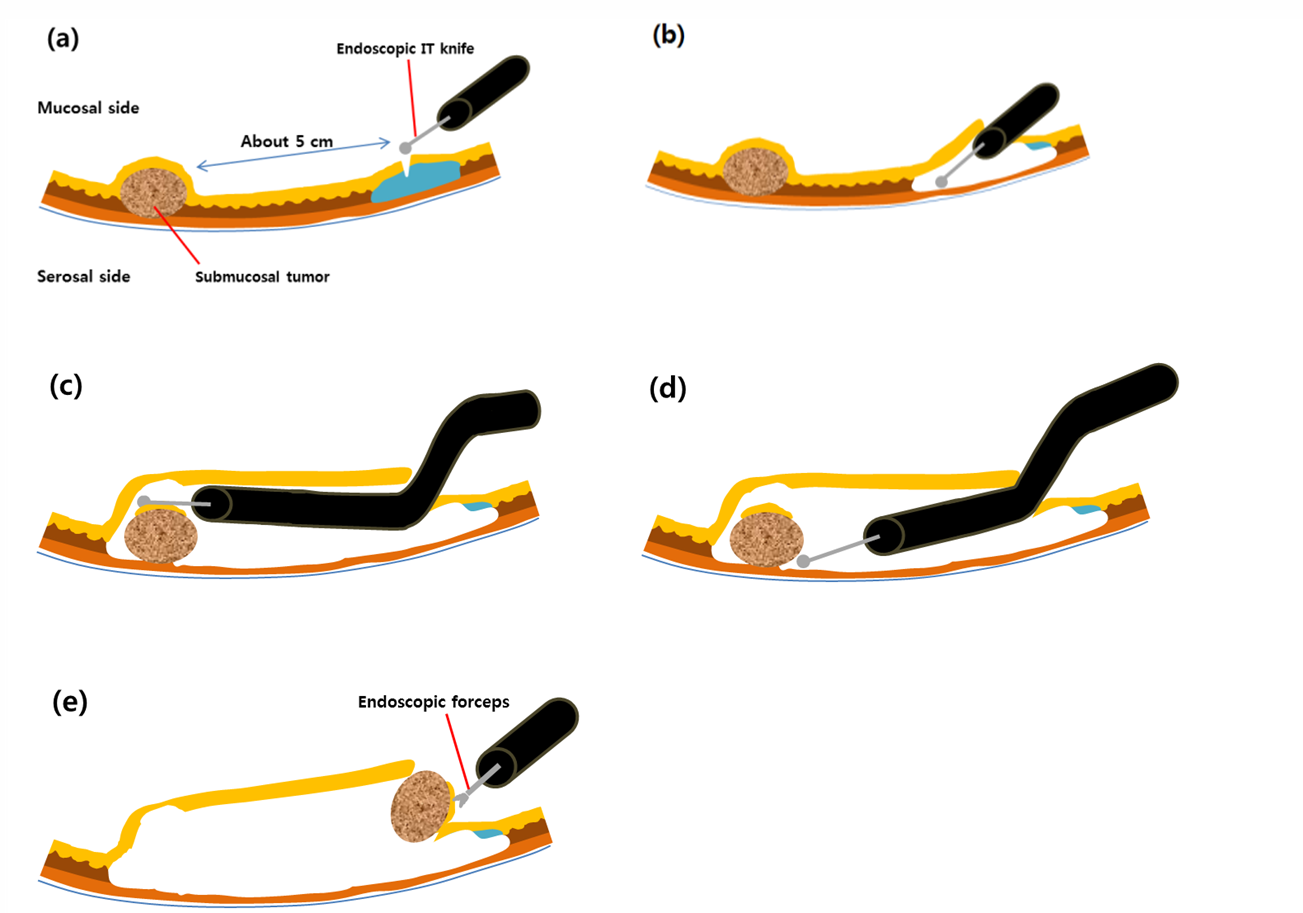 (a)
Endoscopic IT knife
Mucosal side
About 5 cm
Serosal side
Submucosal tumor
(b)
(c)
(d)
(e)
Endoscopic forceps